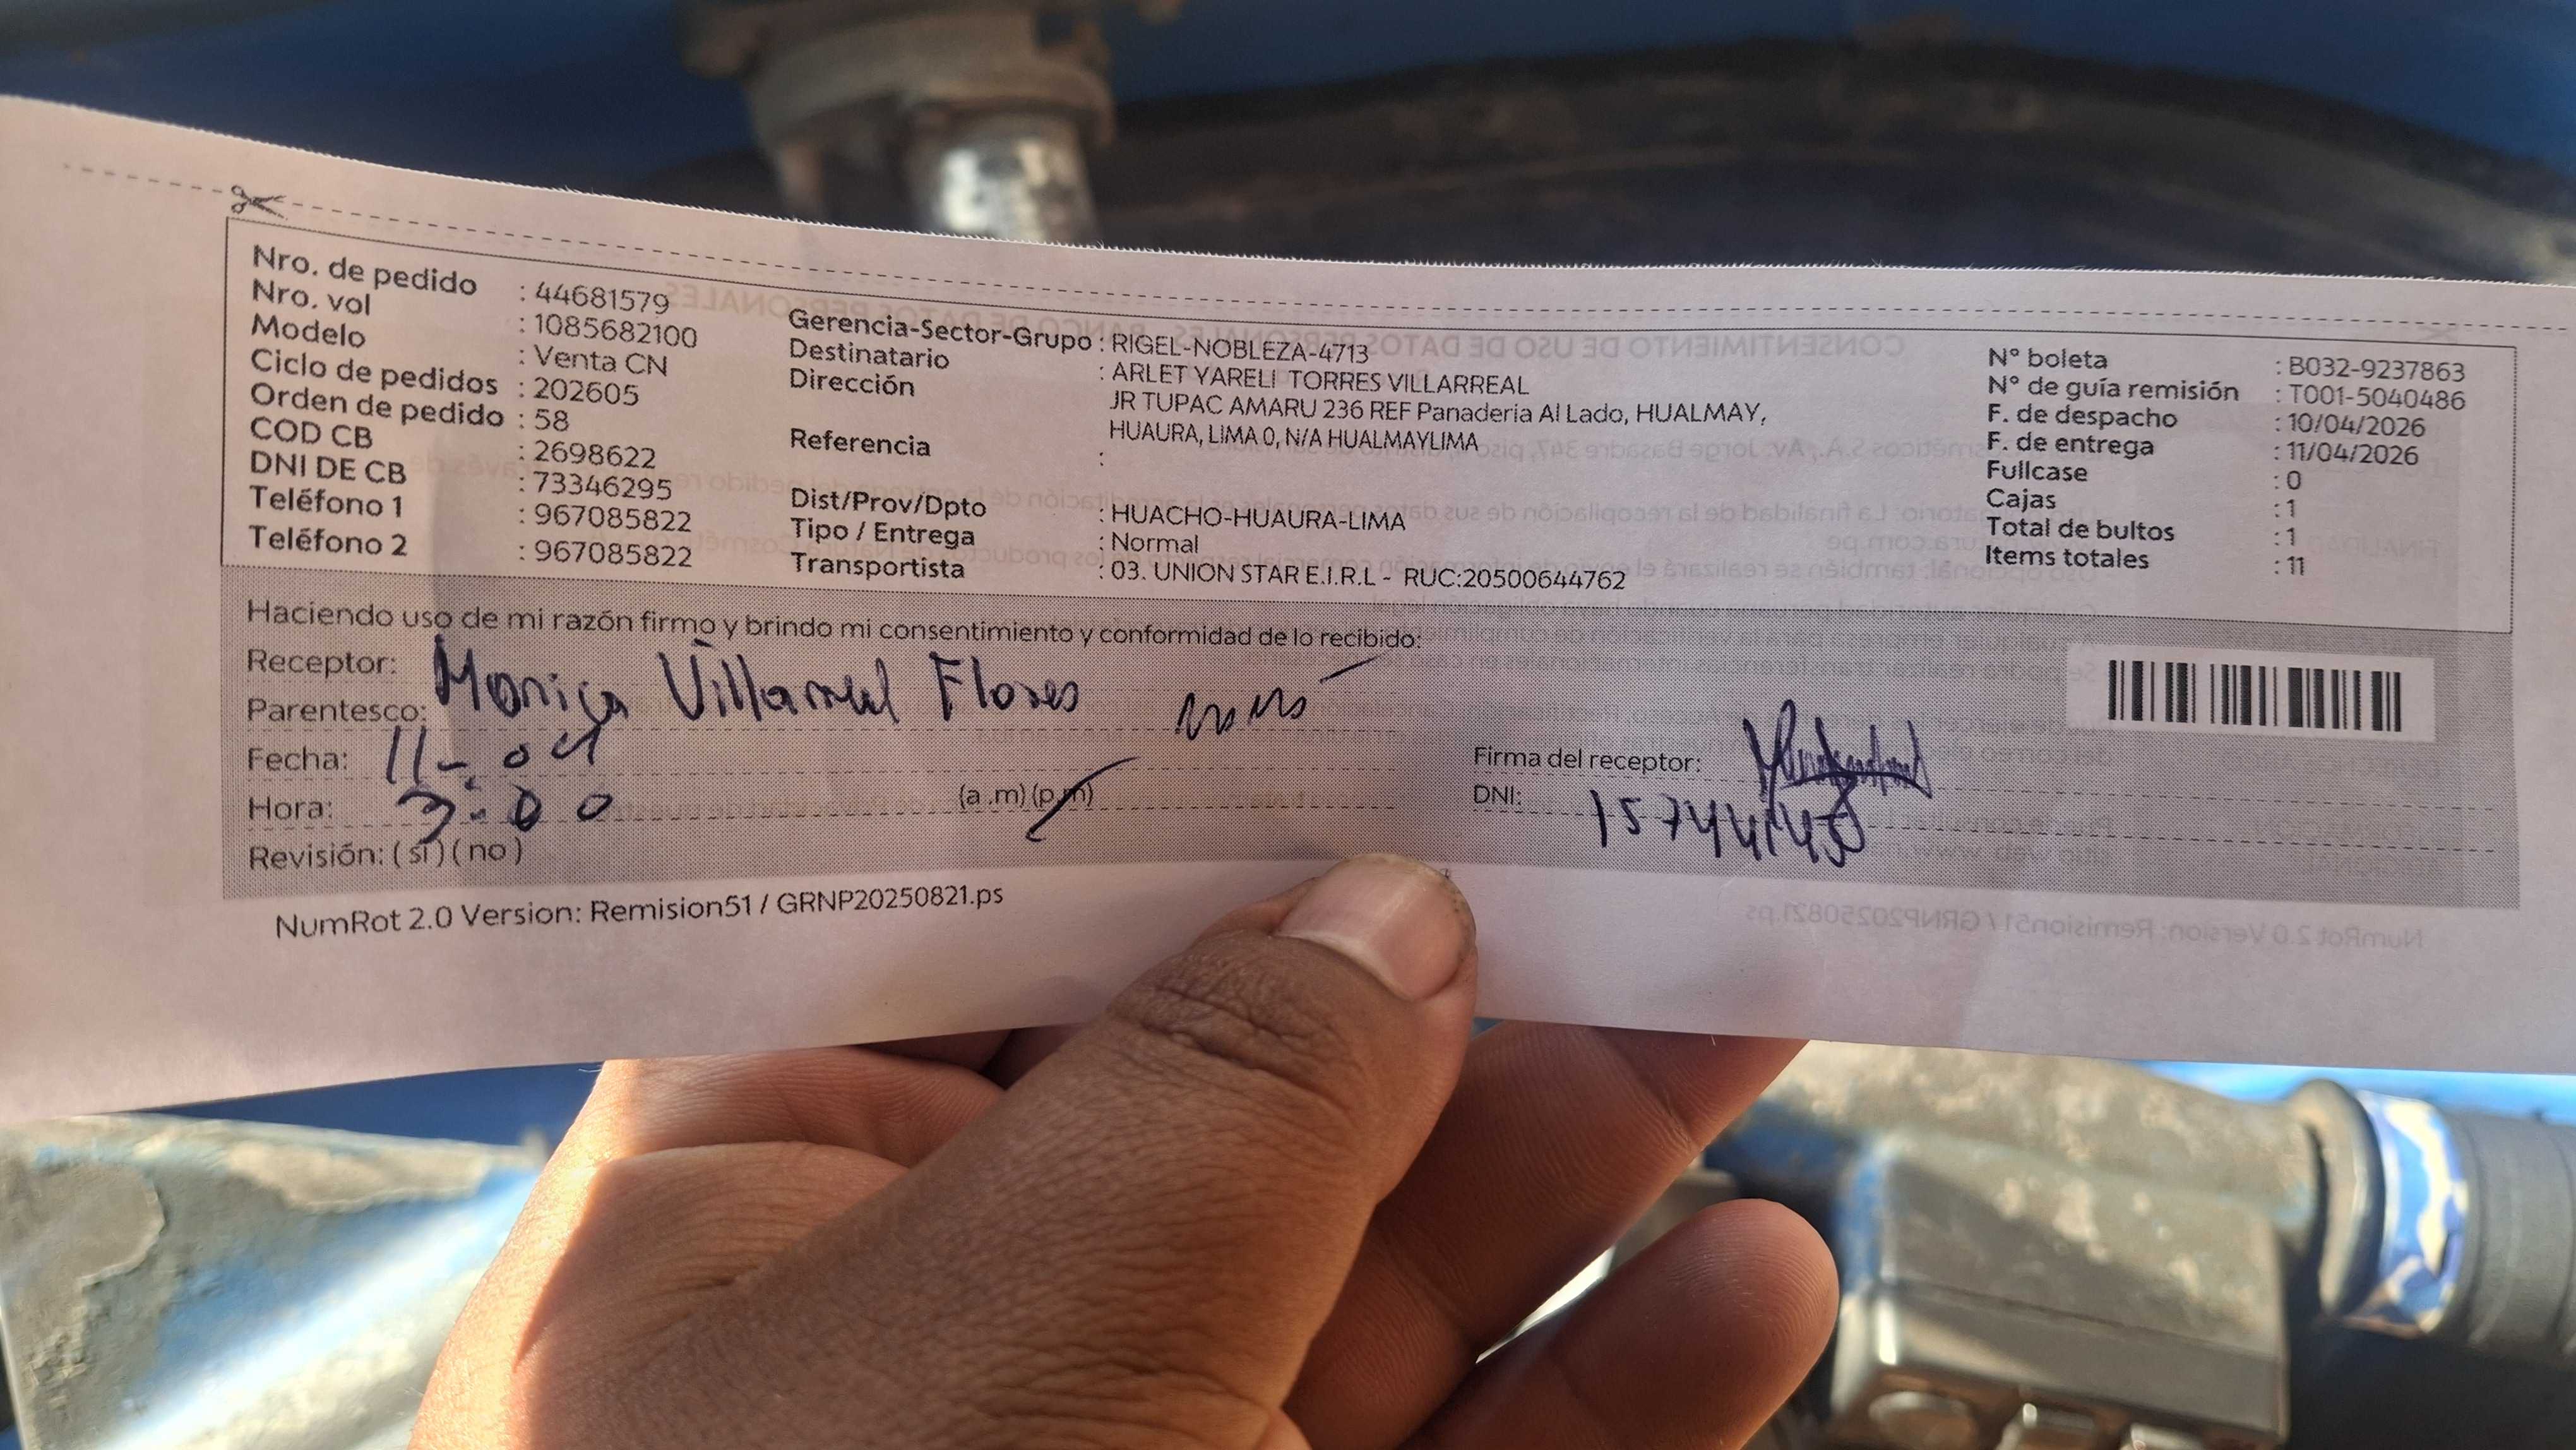 Nro. de pedido : 44681579
Nro. vol : 1085682100
Modelo : Venta CN
Ciclo de pedidos : 202605
Orden de pedido : 58
COD CB : 2698622
DNI DE CB : 73346295
Teléfono 1 : 967085822
Teléfono 2 : 967085822
Gerencia-Sector-Grupo : RIGEL-NOBLEZA-4713
Destinatario : ARLET YARELI TORRES VILLARREAL
Dirección JR TUPAC AMARU 236 REF Panaderia Al Lado, HUALMAY,
HUAURA, LIMA 0, N/A HUALMAYLIMA
Referencia :
Dist/Prov/Dpto : HUACHO-HUAURA-LIMA
Tipo / Entrega : Normal
Transportista : 03. UNION STAR E.I.R.L - RUC:20500644762
N° boleta : B032-9237863
N° de guía remisión : T001-5040486
F. de despacho : 10/04/2026
F. de entrega : 11/04/2026
Fullcase : 0
Cajas : 1
Total de bultos : 1
Items totales : 11
Haciendo uso de mi razón firmo y brindo mi consentimiento y conformidad de lo recibido:
Receptor: Monica Villarreal Flores
Parentesco:
Fecha: 11-04
Hora: 3:00 (a.m) (p.m)
Revisión: (si) (no)
Firma del receptor:
DNI:
NumRot 2.0 Version: Remision51 / GRNP20250821.ps